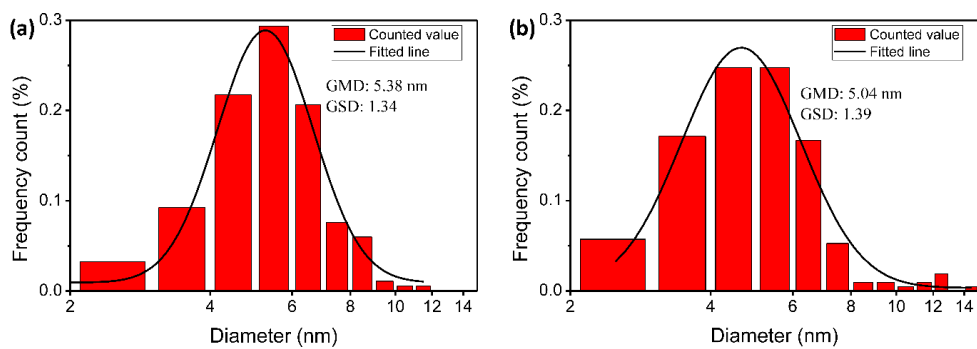 (a)
0.3
0.2
0.1
0.0
Frequency count (%)
Counted value
Fitted line
GMD: 5.38 nm
GSD: 1.34
2 4 6 8 10 12 14
Diameter (nm)
(b)
0.3
0.2
0.1
0.0
Frequency count (%)
Counted value
Fitted line
GMD: 5.04 nm
GSD: 1.39
2 4 6 8 10 12 14
Diameter (nm)